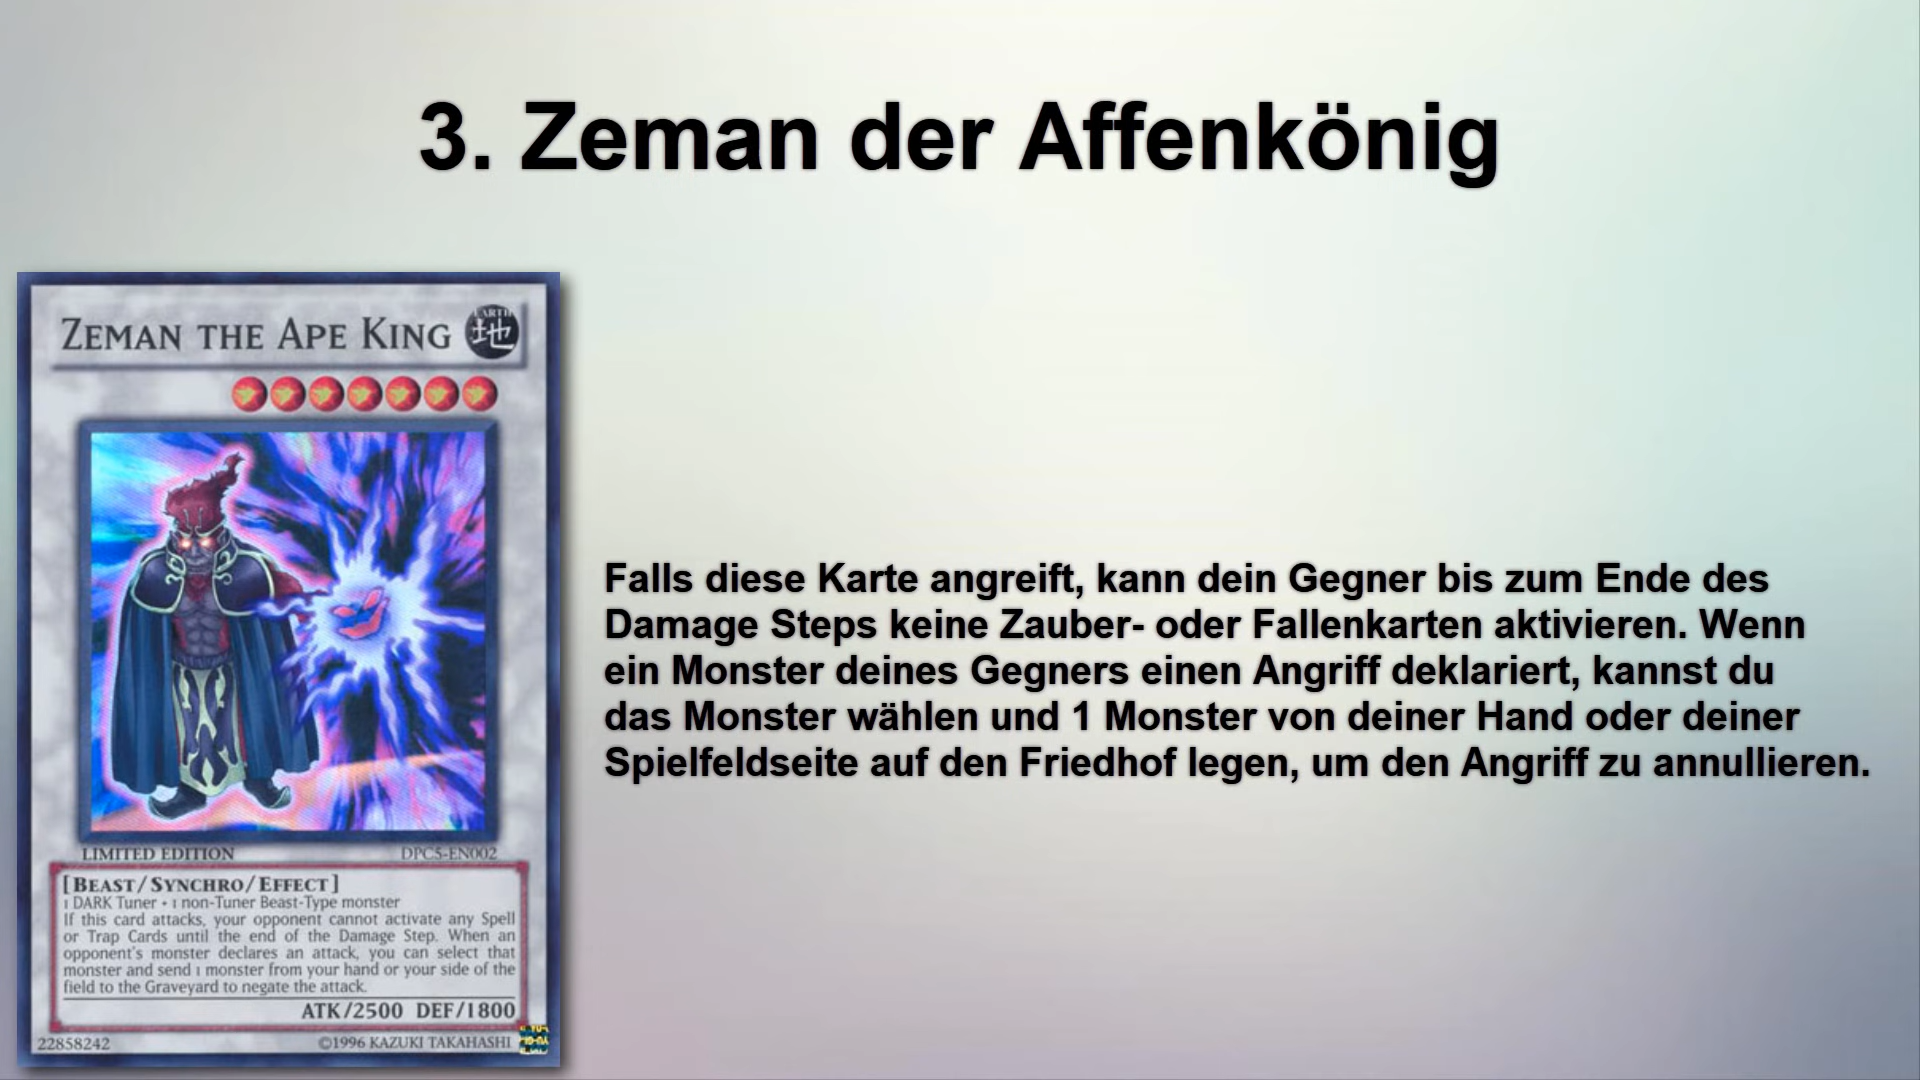 3. Zeman der Affenkönig
ZEMAN THE APE KING
EARTH
地
LIMITED EDITION
DPC5-EN002
[BEAST/SYNCHRO/EFFECT]
1 DARK Tuner + 1 non-Tuner Beast-Type monster
If this card attacks, your opponent cannot activate any Spell
or Trap Cards until the end of the Damage Step. When an
opponent's monster declares an attack, you can select that
monster and send 1 monster from your hand or your side of the
field to the Graveyard to negate the attack.
ATK/2500 DEF/1800
22858242
©1996 KAZUKI TAKAHASHI
Falls diese Karte angreift, kann dein Gegner bis zum Ende des
Damage Steps keine Zauber- oder Fallenkarten aktivieren. Wenn
ein Monster deines Gegners einen Angriff deklariert, kannst du
das Monster wählen und 1 Monster von deiner Hand oder deiner
Spielfeldseite auf den Friedhof legen, um den Angriff zu annullieren.